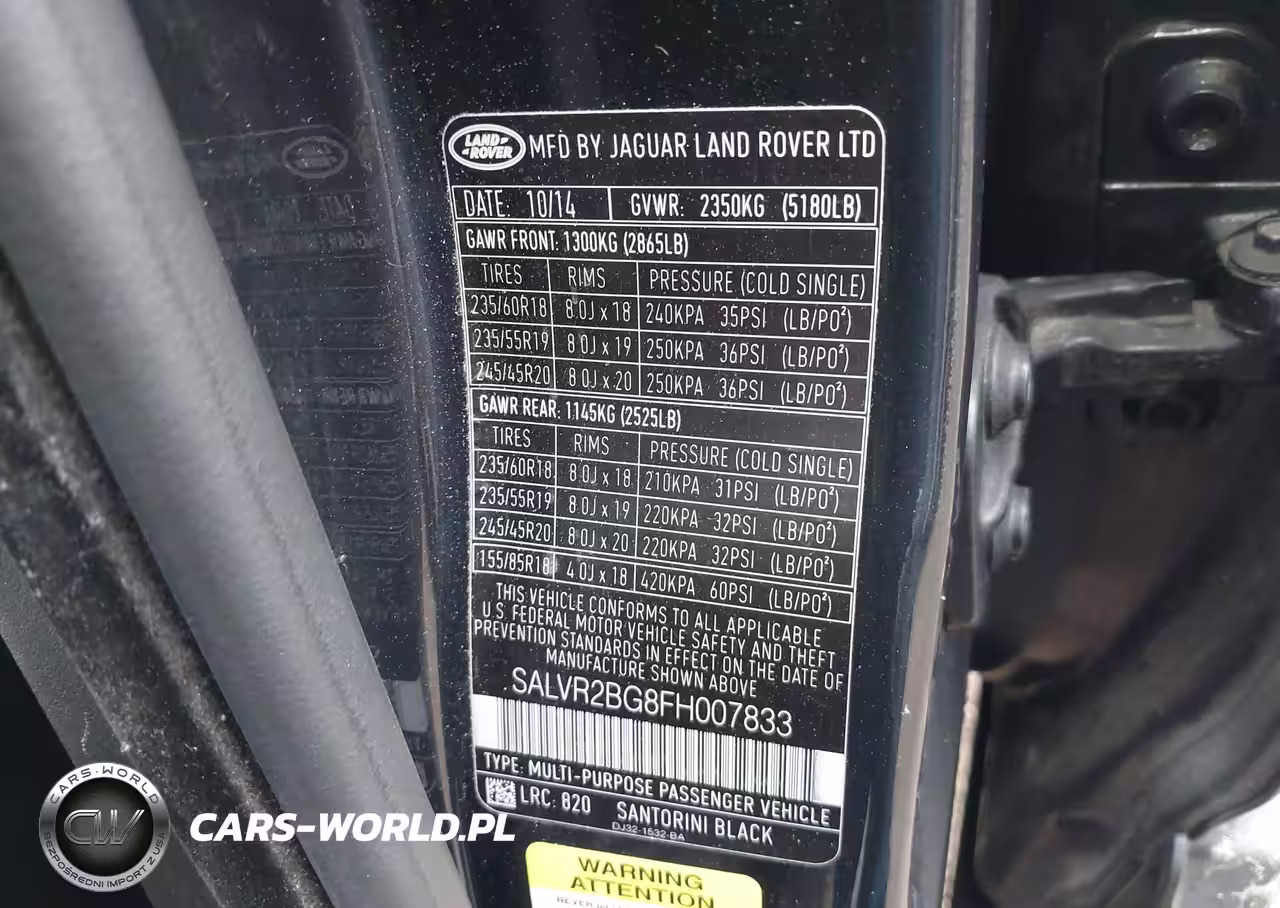 LAND ROVER MFD BY JAGUAR LAND ROVER LTD
DATE: 10/14 GVWR: 2350KG (5180LB)
GAWR FRONT: 1300KG (2865LB)
TIRES RIMS PRESSURE (COLD SINGLE)
235/60R18 8.0J x 18 240KPA 35PSI (LB/PO²)
235/55R19 8.0J x 19 250KPA 36PSI (LB/PO²)
245/45R20 8.0J x 20 250KPA 36PSI (LB/PO²)
GAWR REAR: 1145KG (2525LB)
TIRES RIMS PRESSURE (COLD SINGLE)
235/60R18 8.0J x 18 210KPA 31PSI (LB/PO²)
235/55R19 8.0J x 19 220KPA 32PSI (LB/PO²)
245/45R20 8.0J x 20 220KPA 32PSI (LB/PO²)
155/85R18 4.0J x 18 420KPA 60PSI (LB/PO²)
THIS VEHICLE CONFORMS TO ALL APPLICABLE
U.S. FEDERAL MOTOR VEHICLE SAFETY AND THEFT
PREVENTION STANDARDS IN EFFECT ON THE DATE OF
MANUFACTURE SHOWN ABOVE
SALVR2BG8FH007833
TYPE: MULTI-PURPOSE PASSENGER VEHICLE
LRC: 820 SANTORINI BLACK
DJ32-1532-BA
WARNING
ATTENTION
CARS-WORLD
CW
BEZPOŚREDNI IMPORT Z USA
CARS-WORLD.PL